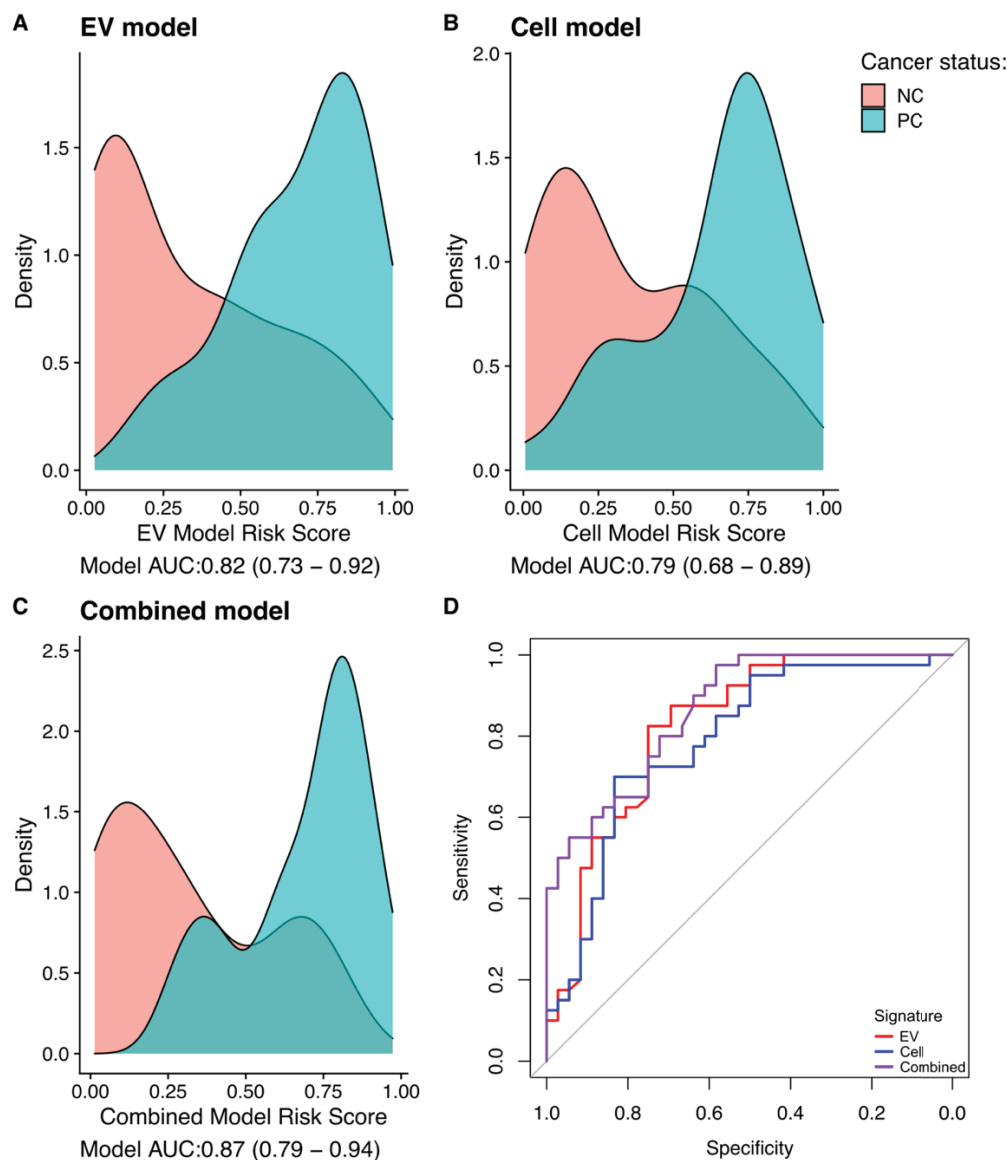 A
EV model
Density
0.0
0.5
1.0
1.5
0.00
0.25
0.50
0.75
1.00
EV Model Risk Score
Model AUC:0.82 (0.73 – 0.92)
B
Cell model
Density
0.0
0.5
1.0
1.5
2.0
0.00
0.25
0.50
0.75
1.00
Cell Model Risk Score
Model AUC:0.79 (0.68 – 0.89)
Cancer status:
NC
PC
C
Combined model
Density
0.0
0.5
1.0
1.5
2.0
2.5
0.00
0.25
0.50
0.75
1.00
Combined Model Risk Score
Model AUC:0.87 (0.79 – 0.94)
D
Sensitivity
0.0
0.2
0.4
0.6
0.8
1.0
1.0
0.8
0.6
0.4
0.2
0.0
Specificity
Signature
EV
Cell
Combined